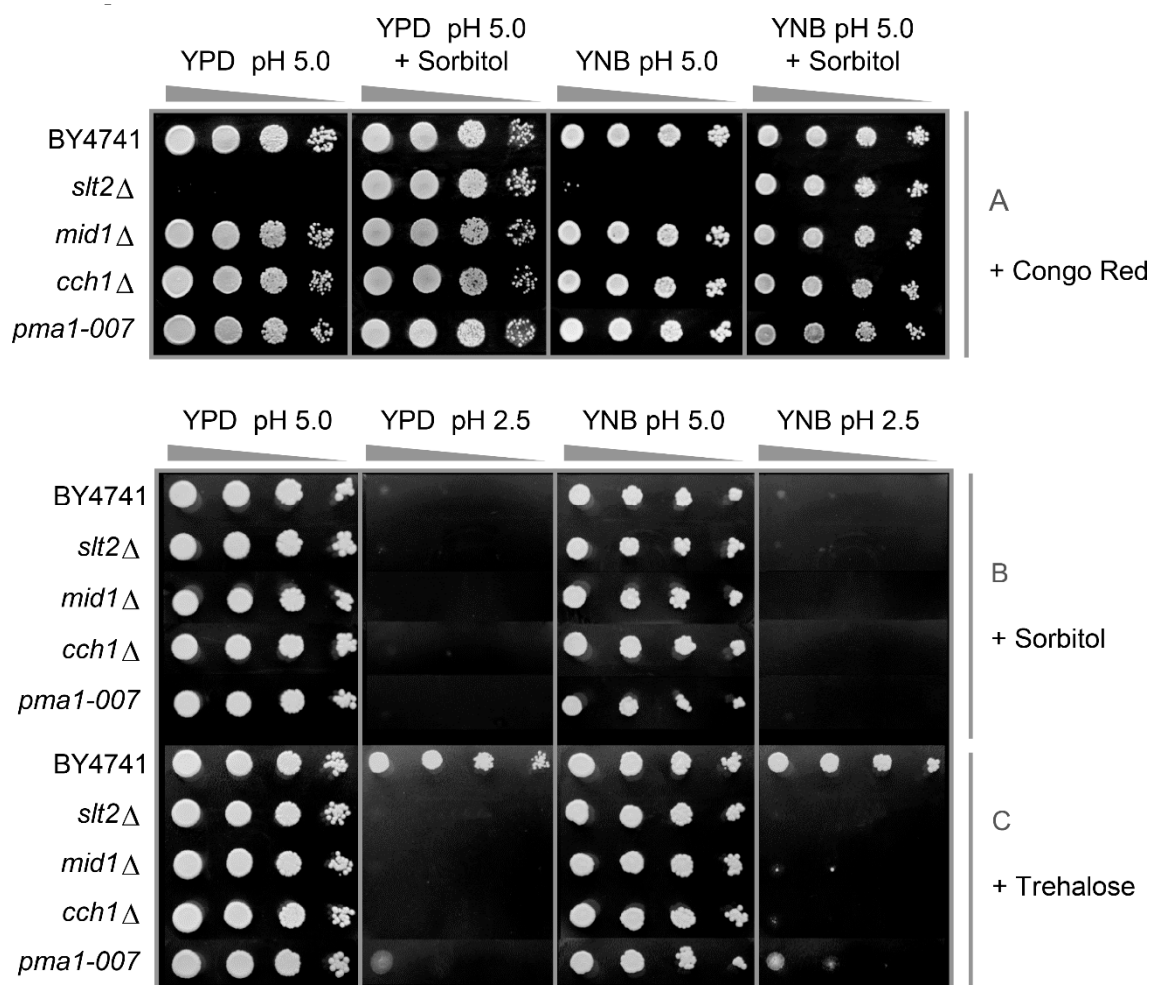 YPD pH 5.0
YPD pH 5.0
+ Sorbitol
YNB pH 5.0
YNB pH 5.0
+ Sorbitol
BY4741
slt2Δ
mid1Δ
cch1Δ
pma1-007
A
+ Congo Red
YPD pH 5.0
YPD pH 2.5
YNB pH 5.0
YNB pH 2.5
BY4741
slt2Δ
mid1Δ
cch1Δ
pma1-007
B
+ Sorbitol
BY4741
slt2Δ
mid1Δ
cch1Δ
pma1-007
C
+ Trehalose